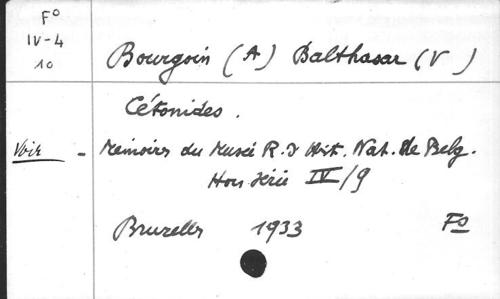 F°
IV-4
10
Bourgoin (A) Balthasar (V )
Cétonides.
Voir - Mémoires du Musé R. d Hist. Nat. de Belg.
Hors Série IV/9
Bruxelles 1933 F°